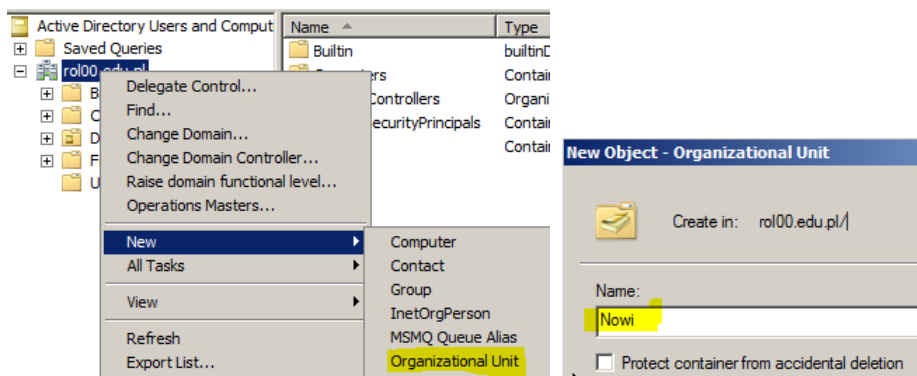 Active Directory Users and Comput
Saved Queries
rol00.edu.pl
B
C
D
F
U
Name
Type
Builtin
builtinD
ers
Contai
Controllers
Organi
ecurityPrincipals
Contai
Contai
Delegate Control...
Find...
Change Domain...
Change Domain Controller...
Raise domain functional level...
Operations Masters...
New
All Tasks
View
Refresh
Export List...
Computer
Contact
Group
InetOrgPerson
MSMQ Queue Alias
Organizational Unit
New Object - Organizational Unit
Create in: rol00.edu.pl/
Name:
Nowi
Protect container from accidental deletion